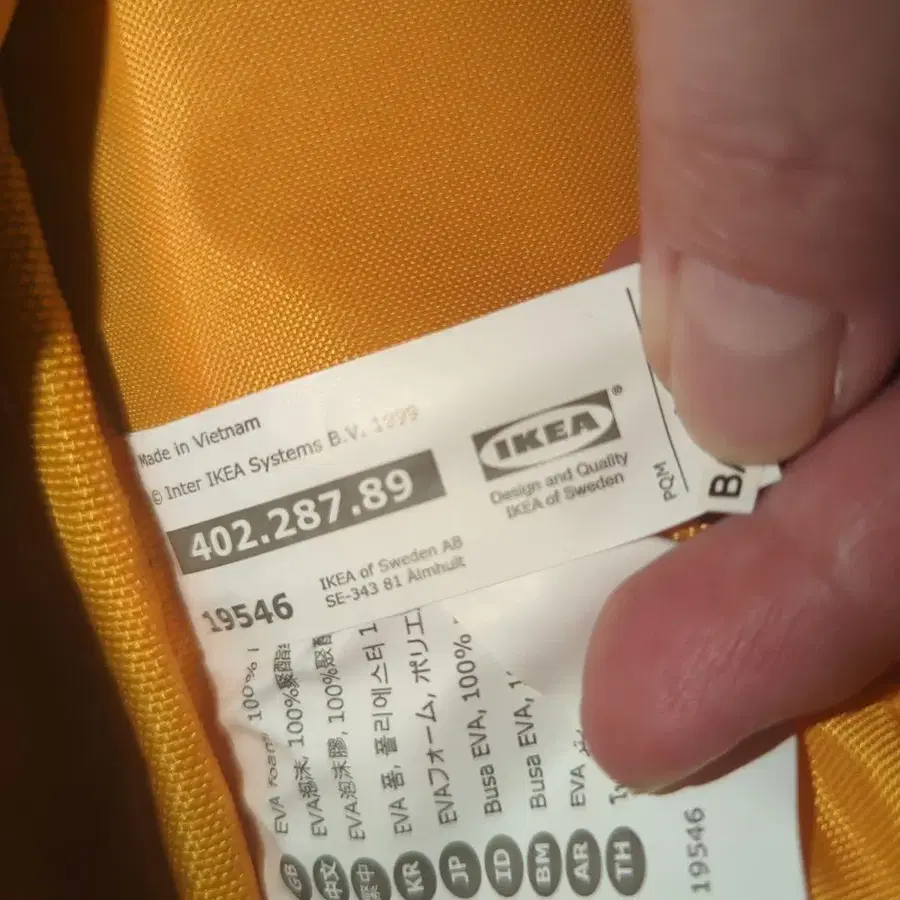 Made in Vietnam
© Inter IKEA Systems B.V. 1999
402.287.89
19546
IKEA of Sweden AB
SE-343 81 Älmhult
IKEA®
Design and Quality
IKEA of Sweden
PQM
GB EVA foam 100%
中文 EVA泡沫, 100%聚酯
繁中 EVA泡沫膠, 100%聚酯
KR EVA 폼, 폴리에스터 1
JP EVAフォーム, ポリエ
ID Busa EVA, 100%
BM Busa EVA, 1
AR EVA
TH
19546